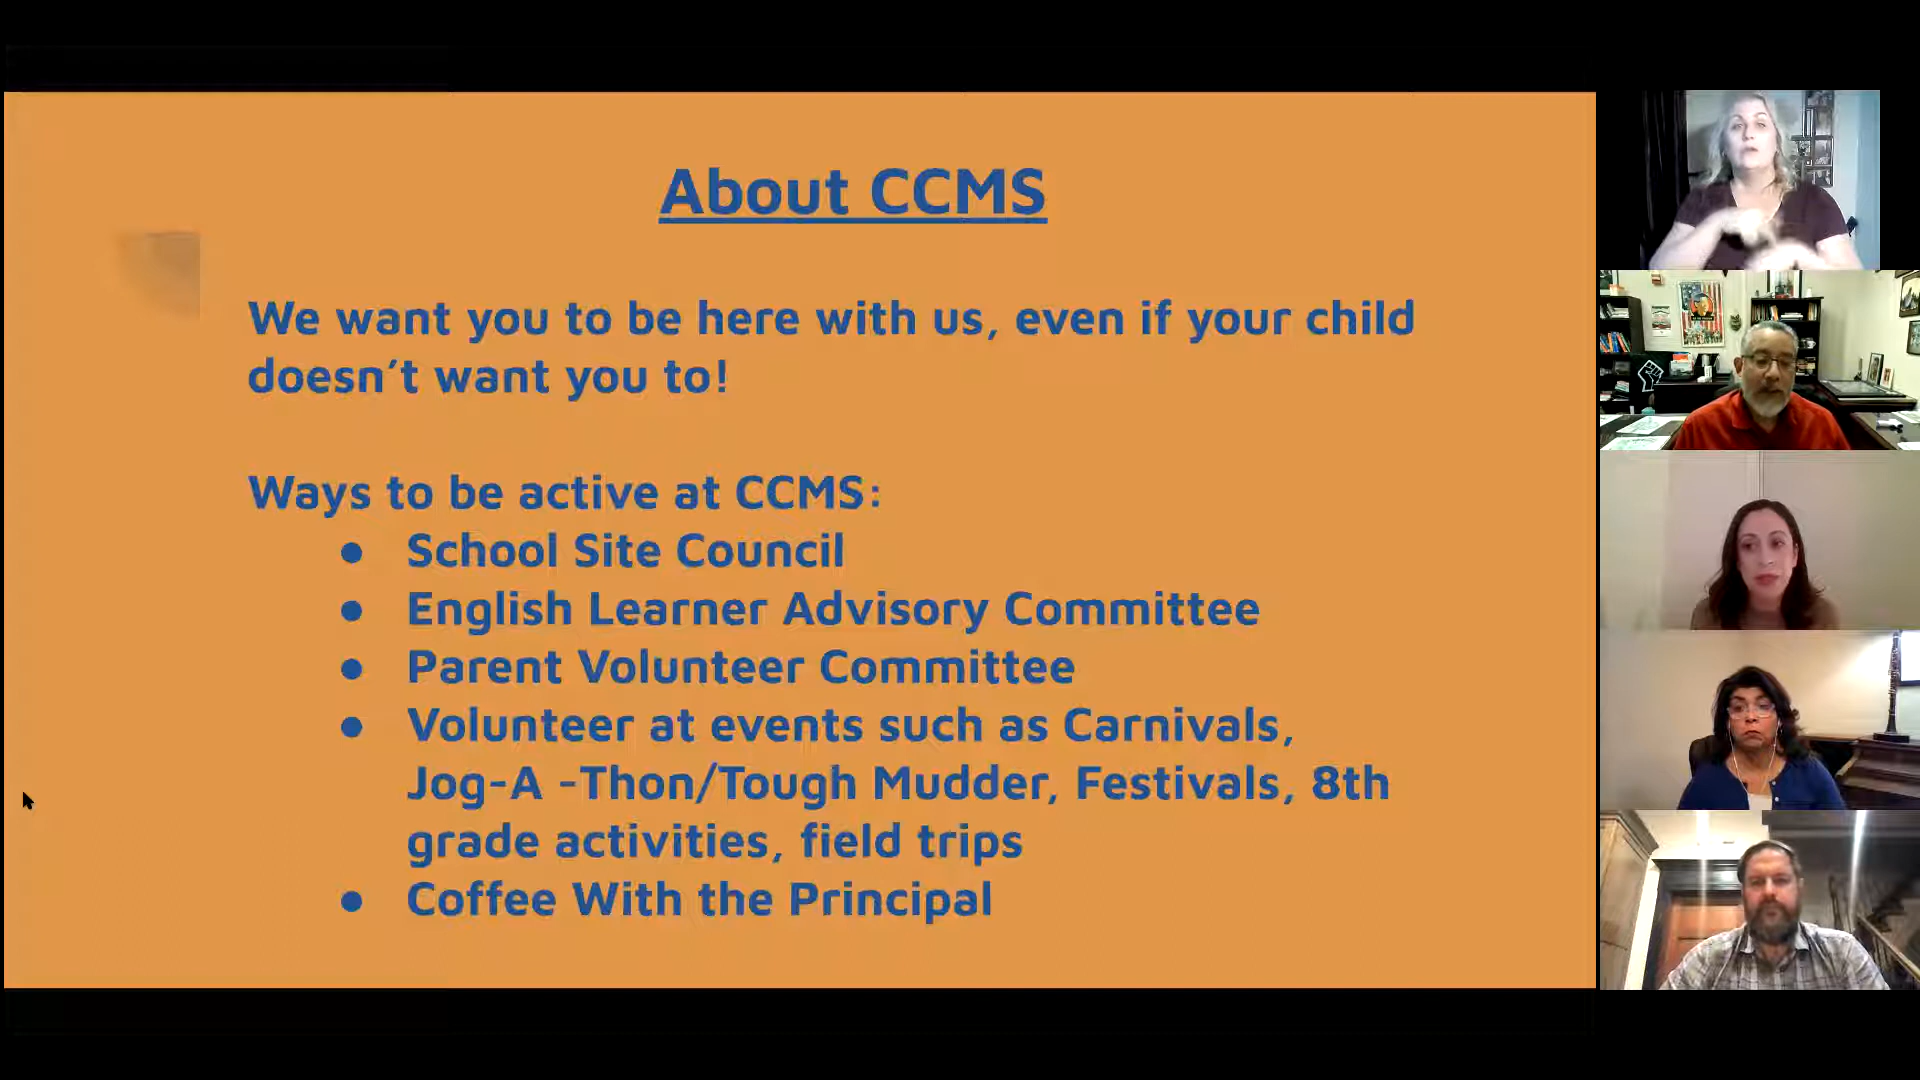 About CCMS
We want you to be here with us, even if your child
doesn't want you to!
Ways to be active at CCMS:
● School Site Council
● English Learner Advisory Committee
● Parent Volunteer Committee
● Volunteer at events such as Carnivals,
Jog-A -Thon/Tough Mudder, Festivals, 8th
grade activities, field trips
● Coffee With the Principal